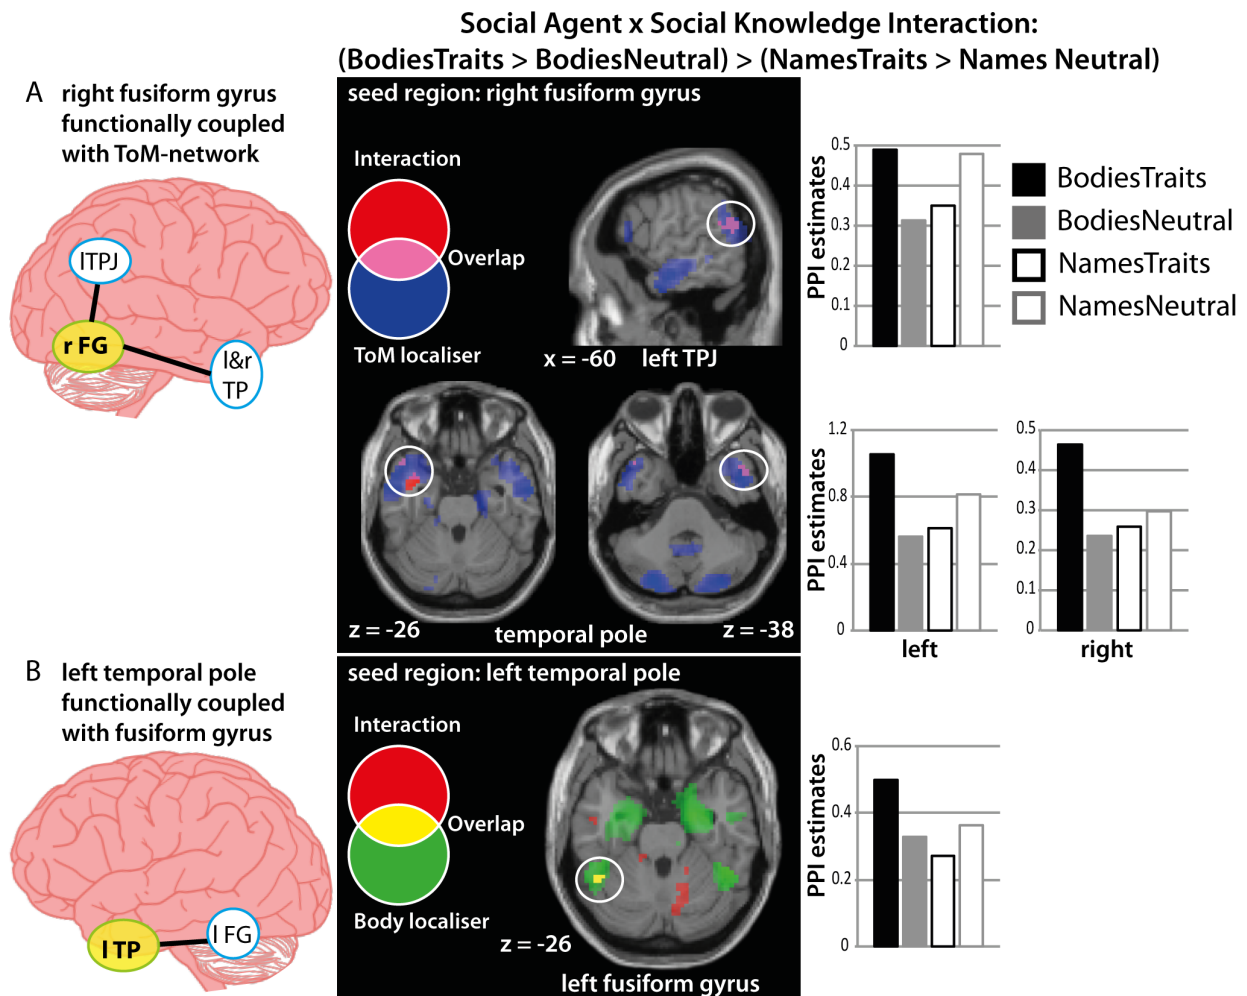 Social Agent x Social Knowledge Interaction:
(BodiesTraits > BodiesNeutral) > (NamesTraits > Names Neutral)
A
right fusiform gyrus
functionally coupled
with ToM-network
lTPJ
r FG
l&r
TP
seed region: right fusiform gyrus
Interaction
Overlap
ToM localiser
x = -60
left TPJ
z = -26
temporal pole
z = -38
PPI estimates
0.5
0.4
0.3
0.2
0.1
0
BodiesTraits
BodiesNeutral
NamesTraits
NamesNeutral
PPI estimates
1.2
0.8
0.4
0
left
0.5
0.4
0.3
0.2
0.1
0
right
B
left temporal pole
functionally coupled
with fusiform gyrus
l TP
l FG
seed region: left temporal pole
Interaction
Overlap
Body localiser
z = -26
left fusiform gyrus
PPI estimates
0.6
0.4
0.2
0